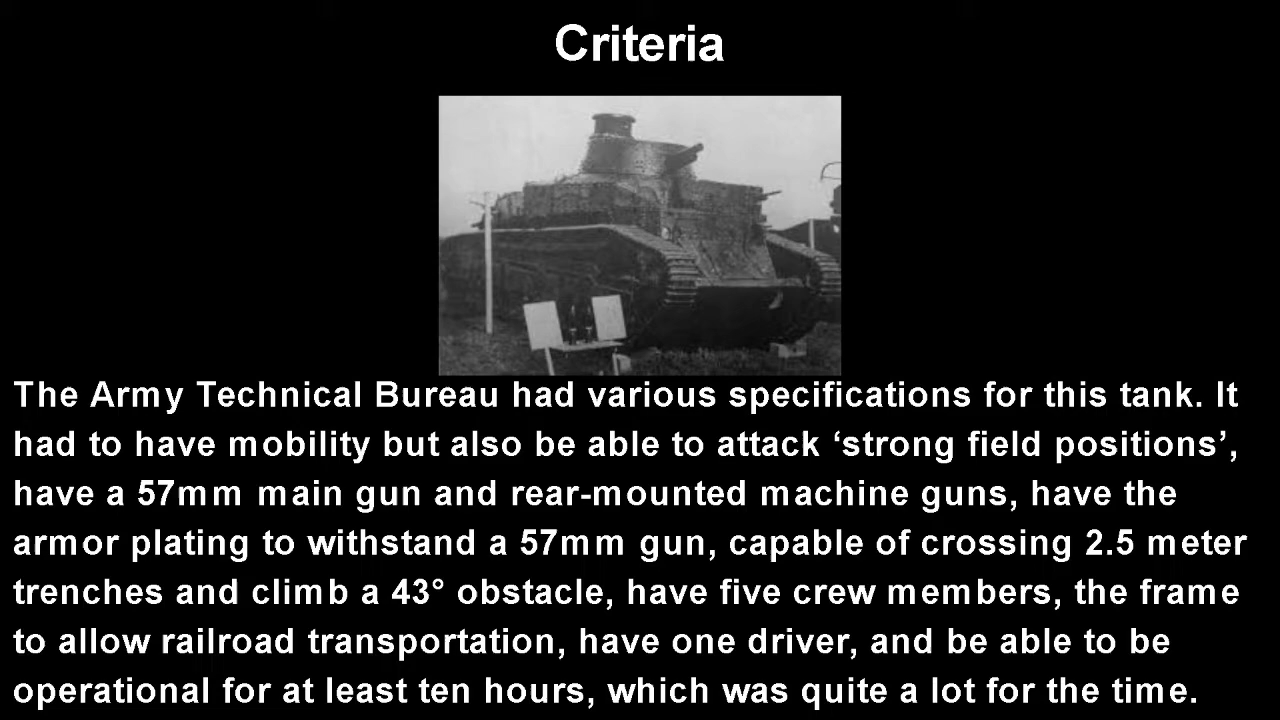 Criteria
The Army Technical Bureau had various specifications for this tank. It
had to have mobility but also be able to attack ‘strong field positions’,
have a 57mm main gun and rear-mounted machine guns, have the
armor plating to withstand a 57mm gun, capable of crossing 2.5 meter
trenches and climb a 43° obstacle, have five crew members, the frame
to allow railroad transportation, have one driver, and be able to be
operational for at least ten hours, which was quite a lot for the time.